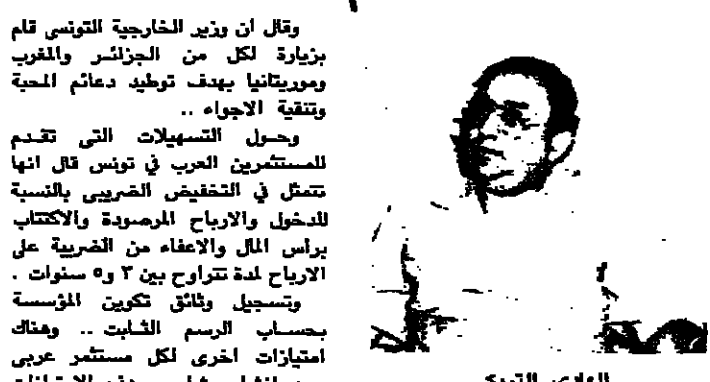 وقال ان وزير الخارجية التونسي قام
بزيارة لكل من الجزائر والمغرب
وموريتانيا بهدف توطيد دعائم المحبة
وتنقية الاجواء ..
وحول التسهيلات التي تقدم
للمستثمرين العرب في تونس قال انها
تتمثل في التخفيض الضريبي بالنسبة
للدخول والارباح المرصودة والاكتتاب
براس المال والاعفاء من الضريبة على
الارباح لمدة تتراوح بين ٣ و٥ سنوات .
وتسجيل وثائق تكوين المؤسسة
بحساب الرسم الثابت .. وهناك
امتيازات اخرى لكل مستثمر عربي